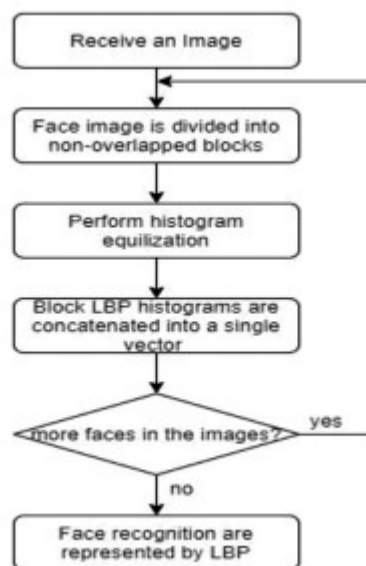 Receive an Image
Face image is divided into
non-overlapped blocks
Perform histogram
equilization
Block LBP histograms are
concatenated into a single
vector
more faces in the images?
yes
no
Face recognition are
represented by LBP